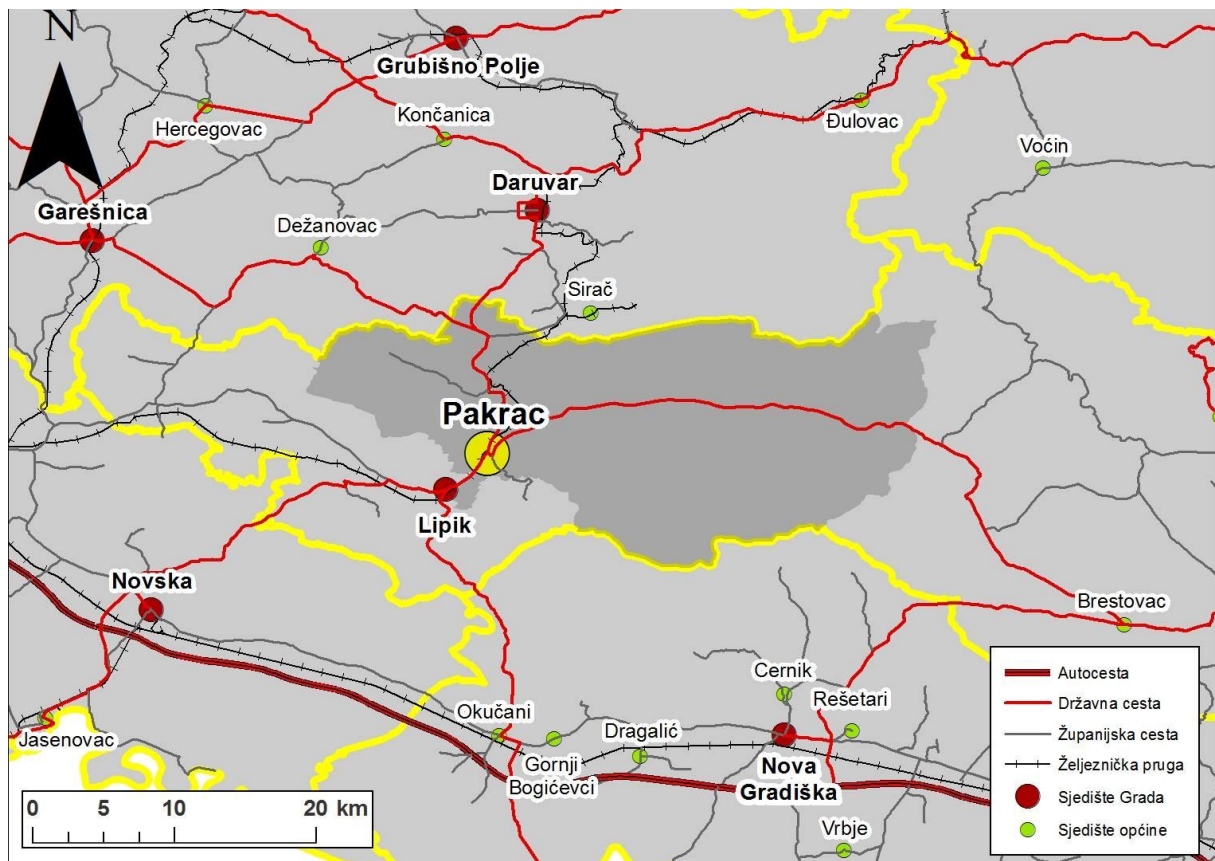 N
Grubišno Polje
Hercegovac
Končanica
Đulovac
Voćin
Daruvar
Garešnica
Dežanovac
Sirač
Pakrac
Lipik
Novska
Brestovac
Cernik
Rešetari
Okučani
Dragalić
Jasenovac
Gornji
Bogićevci
Nova
Gradiška
Vrbje
0 5 10 20 km
Autocesta
Državna cesta
Županijska cesta
Željeznička pruga
Sjedište Grada
Sjedište općine